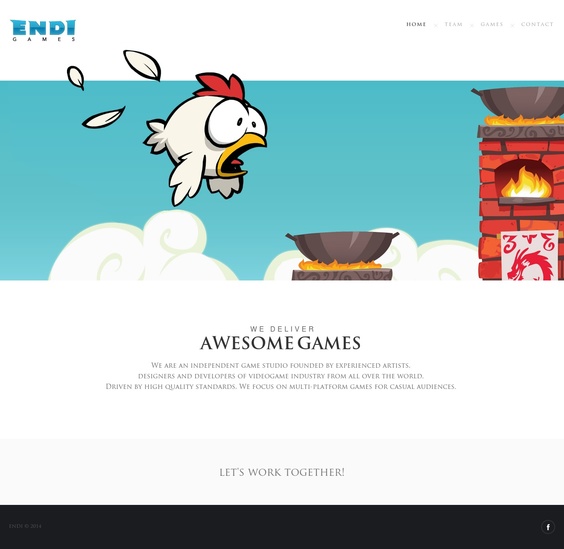 ENDI
GAMES
HOME
TEAM
GAMES
CONTACT
WE DELIVER
AWESOME GAMES
WE ARE AN INDEPENDENT GAME STUDIO FOUNDED BY EXPERIENCED ARTISTS,
DESIGNERS AND DEVELOPERS OF VIDEOGAME INDUSTRY FROM ALL OVER THE WORLD.
DRIVEN BY HIGH QUALITY STANDARDS, WE FOCUS ON MULTI-PLATFORM GAMES FOR CASUAL AUDIENCES.
LET'S WORK TOGETHER!
ENDI © 2014
f